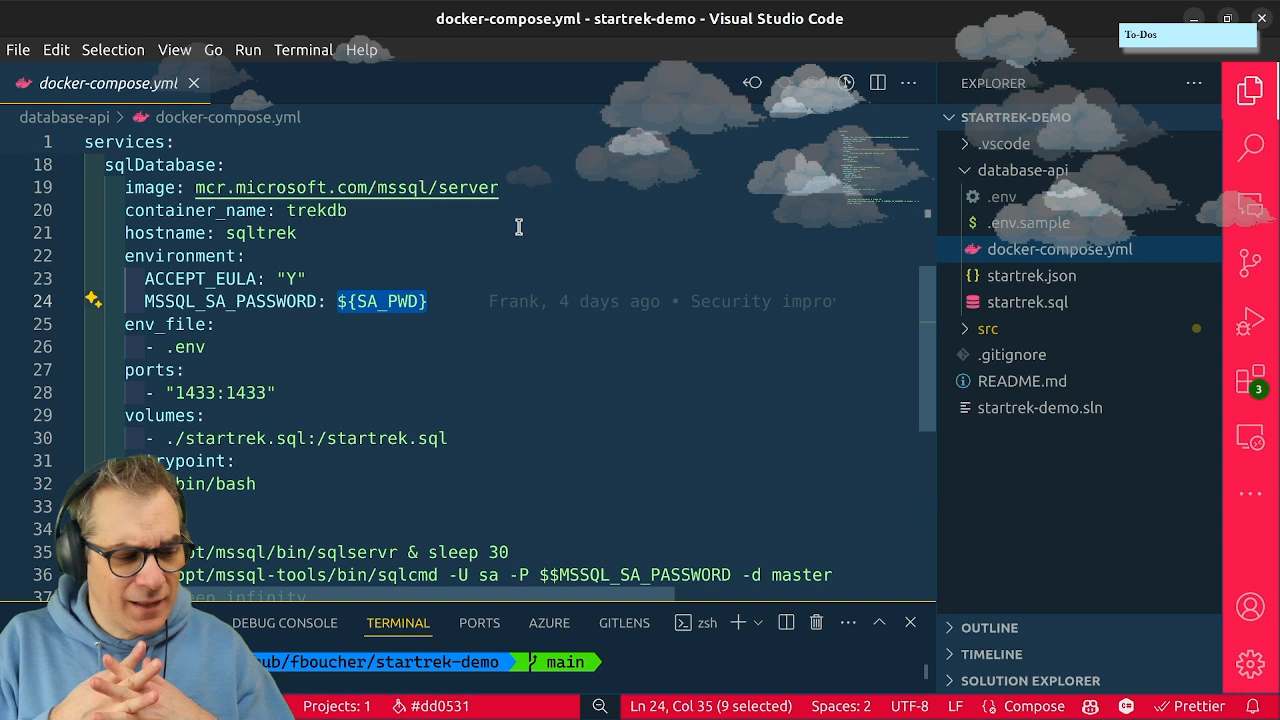 docker-compose.yml - startrek-demo - Visual Studio Code
To-Dos
File Edit Selection View Go Run Terminal Help
docker-compose.yml
EXPLORER
database-api > docker-compose.yml
STARTREK-DEMO
.vscode
database-api
.env
.env.sample
docker-compose.yml
startrek.json
startrek.sql
src
.gitignore
README.md
startrek-demo.sln
1 services:
18 sqlDatabase:
19 image: mcr.microsoft.com/mssql/server
20 container_name: trekdb
21 hostname: sqltrek
22 environment:
23 ACCEPT_EULA: "Y"
24 MSSQL_SA_PASSWORD: ${SA_PWD} Frank, 4 days ago • Security improv
25 env_file:
26 - .env
27 ports:
28 - "1433:1433"
29 volumes:
30 - ./startrek.sql:/startrek.sql
31 trypoint:
32 bin/bash
33
34
35 pt/mssql/bin/sqlservr & sleep 30
36 opt/mssql-tools/bin/sqlcmd -U sa -P $$MSSQL_SA_PASSWORD -d master
37 eep infinity
3
DEBUG CONSOLE TERMINAL PORTS AZURE GITLENS zsh
ub/fboucher/startrek-demo main
OUTLINE
TIMELINE
SOLUTION EXPLORER
Projects: 1 #dd0531 Ln 24, Col 35 (9 selected) Spaces: 2 UTF-8 LF Compose Prettier